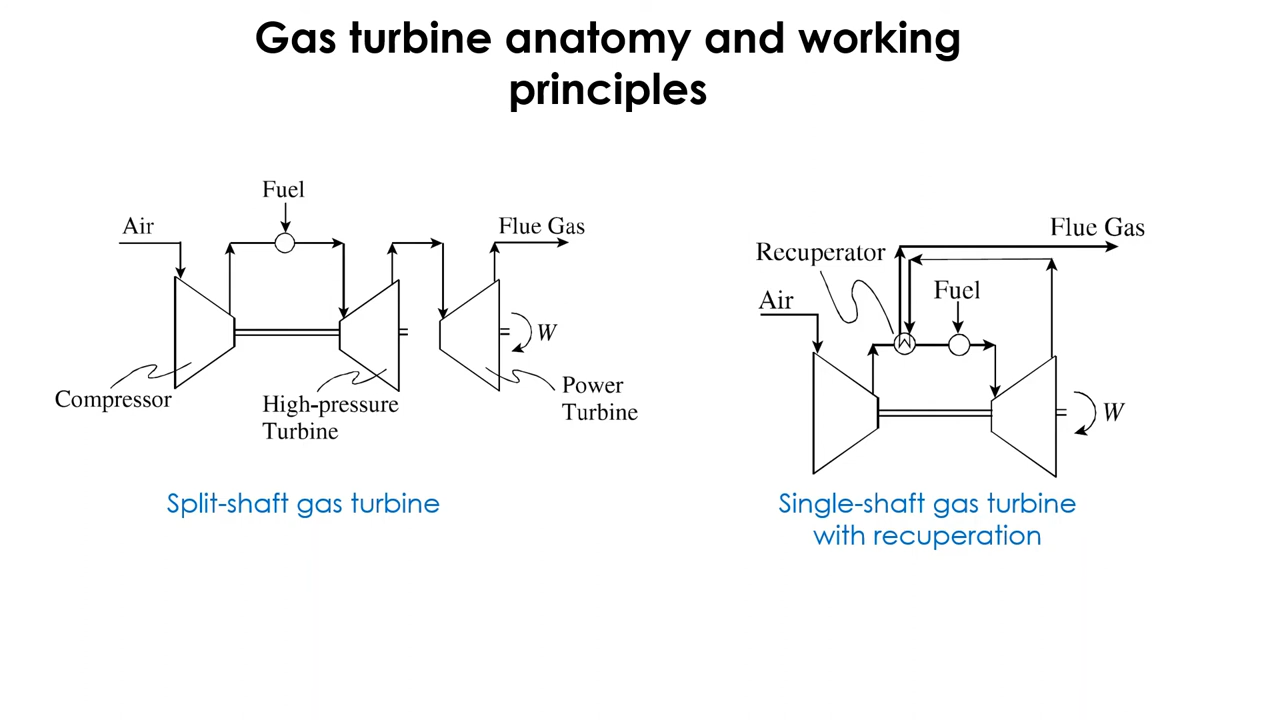 Gas turbine anatomy and working
principles
Fuel
Air
Flue Gas
W
Compressor
High-pressure
Turbine
Power
Turbine
Split-shaft gas turbine
Flue Gas
Recuperator
Fuel
Air
W
Single-shaft gas turbine
with recuperation